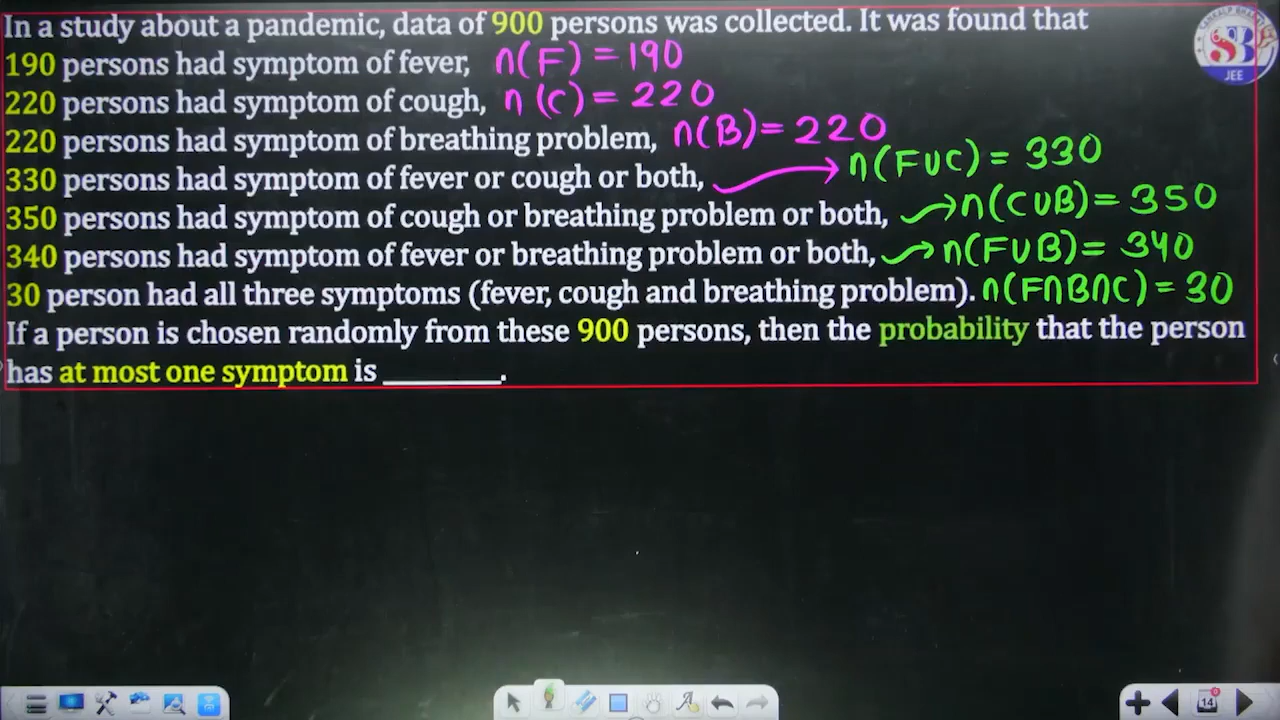 In a study about a pandemic, data of 900 persons was collected. It was found that
190 persons had symptom of fever, n(F) = 190
220 persons had symptom of cough, n(C) = 220
220 persons had symptom of breathing problem, n(B) = 220
330 persons had symptom of fever or cough or both, n(F∪C) = 330
350 persons had symptom of cough or breathing problem or both, n(C∪B) = 350
340 persons had symptom of fever or breathing problem or both, n(F∪B) = 340
30 person had all three symptoms (fever, cough and breathing problem). n(F∩B∩C) = 30
If a person is chosen randomly from these 900 persons, then the probability that the person
has at most one symptom is ________.
SB
JEE
14